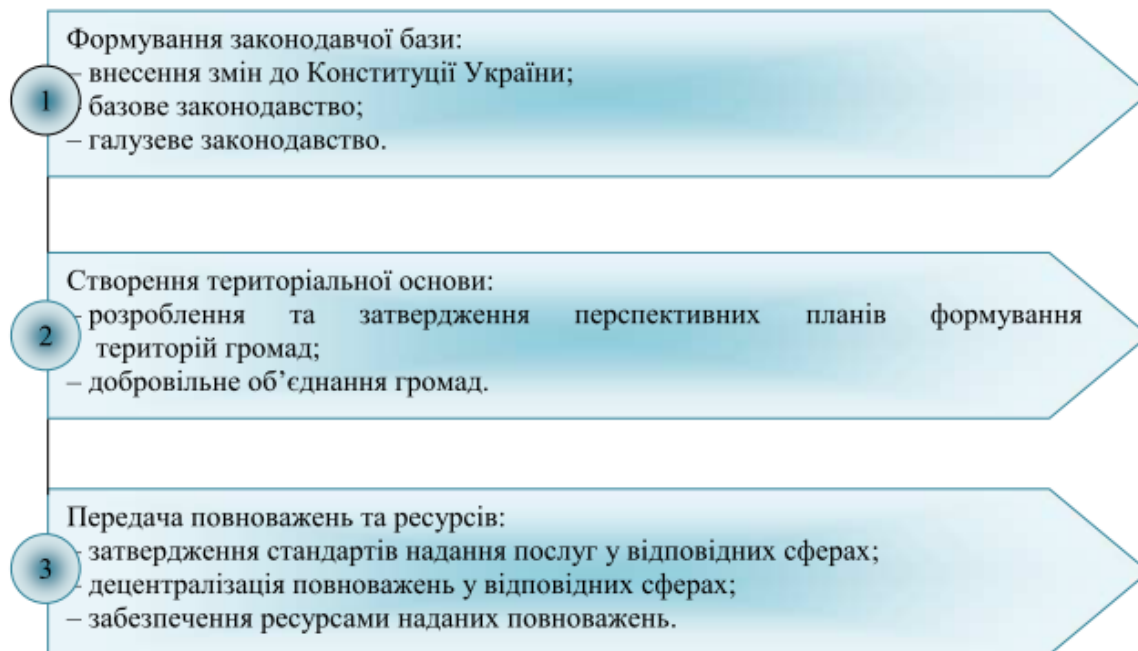 Формування законодавчої бази:
– внесення змін до Конституції України;
1
– базове законодавство;
– галузеве законодавство.
Створення територіальної основи:
– розроблення та затвердження перспективних планів формування
2
територій громад;
– добровільне об’єднання громад.
Передача повноважень та ресурсів:
– затвердження стандартів надання послуг у відповідних сферах;
3
– децентралізація повноважень у відповідних сферах;
– забезпечення ресурсами наданих повноважень.